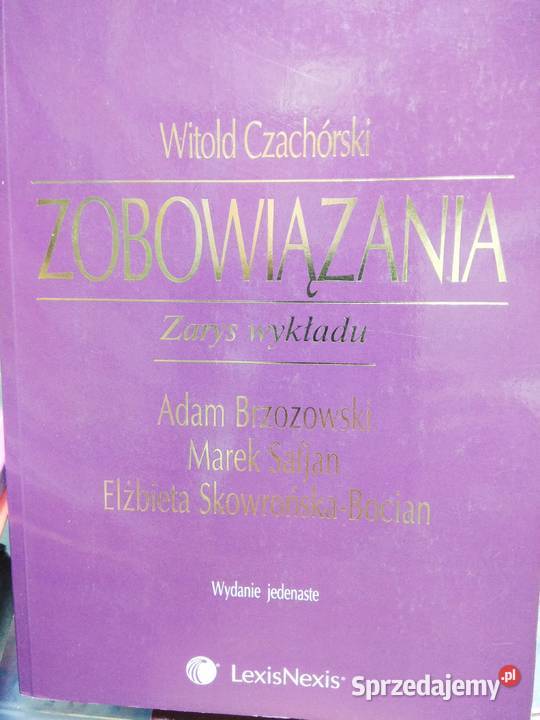 Witold Czachórski
ZOBOWIĄZANIA
Zarys wykładu
Adam Brzozowski
Marek Safjan
Elżbieta Skowrońska-Bocian
Wydanie jedenaste
LexisNexis®
Sprzedajemy.pl